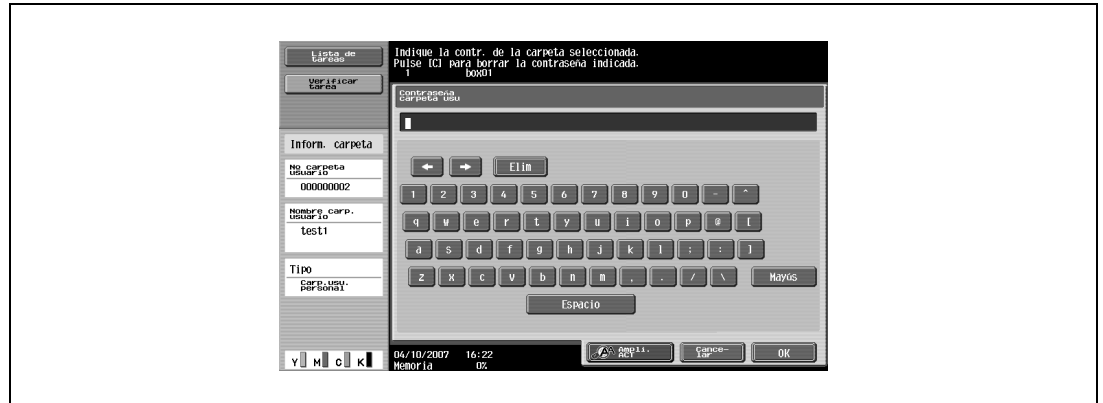 Lista de
tareas
Verificar
tarea
Indique la contr. de la carpeta seleccionada.
Pulse [C] para borrar la contraseña indicada.
1 box01
Contraseña
carpeta usu
Inform. carpeta
No carpeta
usuario
000000002
Nombre carp.
usuario
test1
Tipo
Carp.usu.
personal
← → Elim
1 2 3 4 5 6 7 8 9 0 - ^
q w e r t y u i o p @ [
a s d f g h j k l ; : ]
z x c v b n m , . / \ Mayús
Espacio
Y M C K
04/10/2007 16:22
Memoria 0%
Ampli.
ACT
Cance-
lar
OK